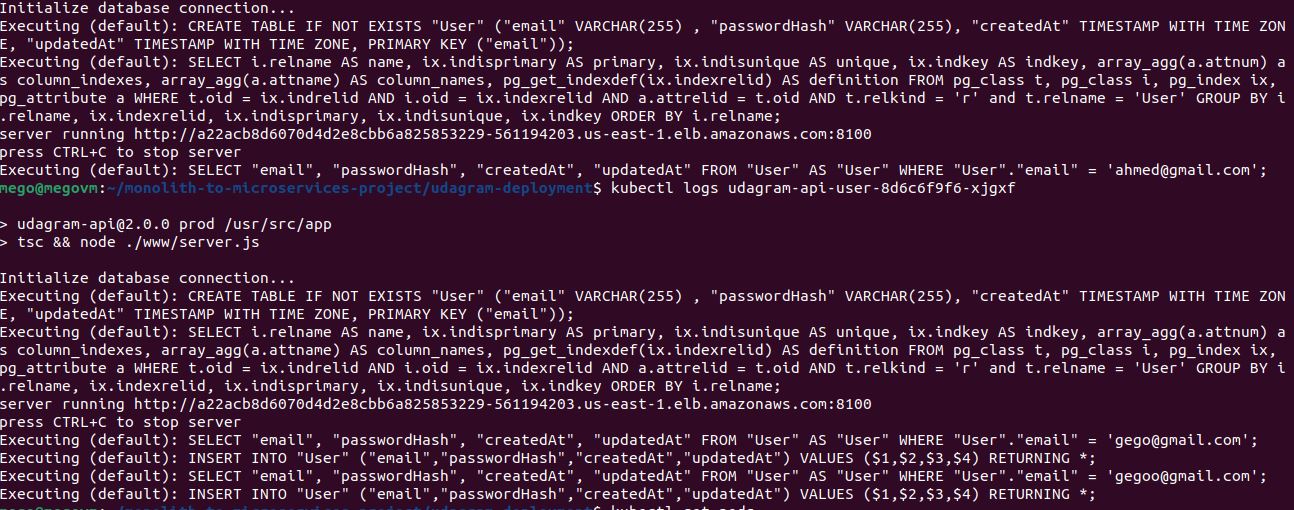 Initialize database connection...
Executing (default): CREATE TABLE IF NOT EXISTS "User" ("email" VARCHAR(255) , "passwordHash" VARCHAR(255), "createdAt" TIMESTAMP WITH TIME ZON
E, "updatedAt" TIMESTAMP WITH TIME ZONE, PRIMARY KEY ("email"));
Executing (default): SELECT i.relname AS name, ix.indisprimary AS primary, ix.indisunique AS unique, ix.indkey AS indkey, array_agg(a.attnum) a
s column_indexes, array_agg(a.attname) AS column_names, pg_get_indexdef(ix.indexrelid) AS definition FROM pg_class t, pg_class i, pg_index ix,
pg_attribute a WHERE t.oid = ix.indrelid AND i.oid = ix.indexrelid AND a.attrelid = t.oid AND t.relkind = 'r' and t.relname = 'User' GROUP BY i
.relname, ix.indexrelid, ix.indisprimary, ix.indisunique, ix.indkey ORDER BY i.relname;
server running http://a22acb8d6070d4d2e8cbb6a825853229-561194203.us-east-1.elb.amazonaws.com:8100
press CTRL+C to stop server
Executing (default): SELECT "email", "passwordHash", "createdAt", "updatedAt" FROM "User" AS "User" WHERE "User"."email" = 'ahmed@gmail.com';
mego@megovm:~/monolith-to-microservices-project/udagram-deployment$ kubectl logs udagram-api-user-8d6c6f9f6-xjgxf
> udagram-api@2.0.0 prod /usr/src/app
> tsc && node ./www/server.js
Initialize database connection...
Executing (default): CREATE TABLE IF NOT EXISTS "User" ("email" VARCHAR(255) , "passwordHash" VARCHAR(255), "createdAt" TIMESTAMP WITH TIME ZON
E, "updatedAt" TIMESTAMP WITH TIME ZONE, PRIMARY KEY ("email"));
Executing (default): SELECT i.relname AS name, ix.indisprimary AS primary, ix.indisunique AS unique, ix.indkey AS indkey, array_agg(a.attnum) a
s column_indexes, array_agg(a.attname) AS column_names, pg_get_indexdef(ix.indexrelid) AS definition FROM pg_class t, pg_class i, pg_index ix,
pg_attribute a WHERE t.oid = ix.indrelid AND i.oid = ix.indexrelid AND a.attrelid = t.oid AND t.relkind = 'r' and t.relname = 'User' GROUP BY i
.relname, ix.indexrelid, ix.indisprimary, ix.indisunique, ix.indkey ORDER BY i.relname;
server running http://a22acb8d6070d4d2e8cbb6a825853229-561194203.us-east-1.elb.amazonaws.com:8100
press CTRL+C to stop server
Executing (default): SELECT "email", "passwordHash", "createdAt", "updatedAt" FROM "User" AS "User" WHERE "User"."email" = 'gego@gmail.com';
Executing (default): INSERT INTO "User" ("email","passwordHash","createdAt","updatedAt") VALUES ($1,$2,$3,$4) RETURNING *;
Executing (default): SELECT "email", "passwordHash", "createdAt", "updatedAt" FROM "User" AS "User" WHERE "User"."email" = 'gegoo@gmail.com';
Executing (default): INSERT INTO "User" ("email","passwordHash","createdAt","updatedAt") VALUES ($1,$2,$3,$4) RETURNING *;